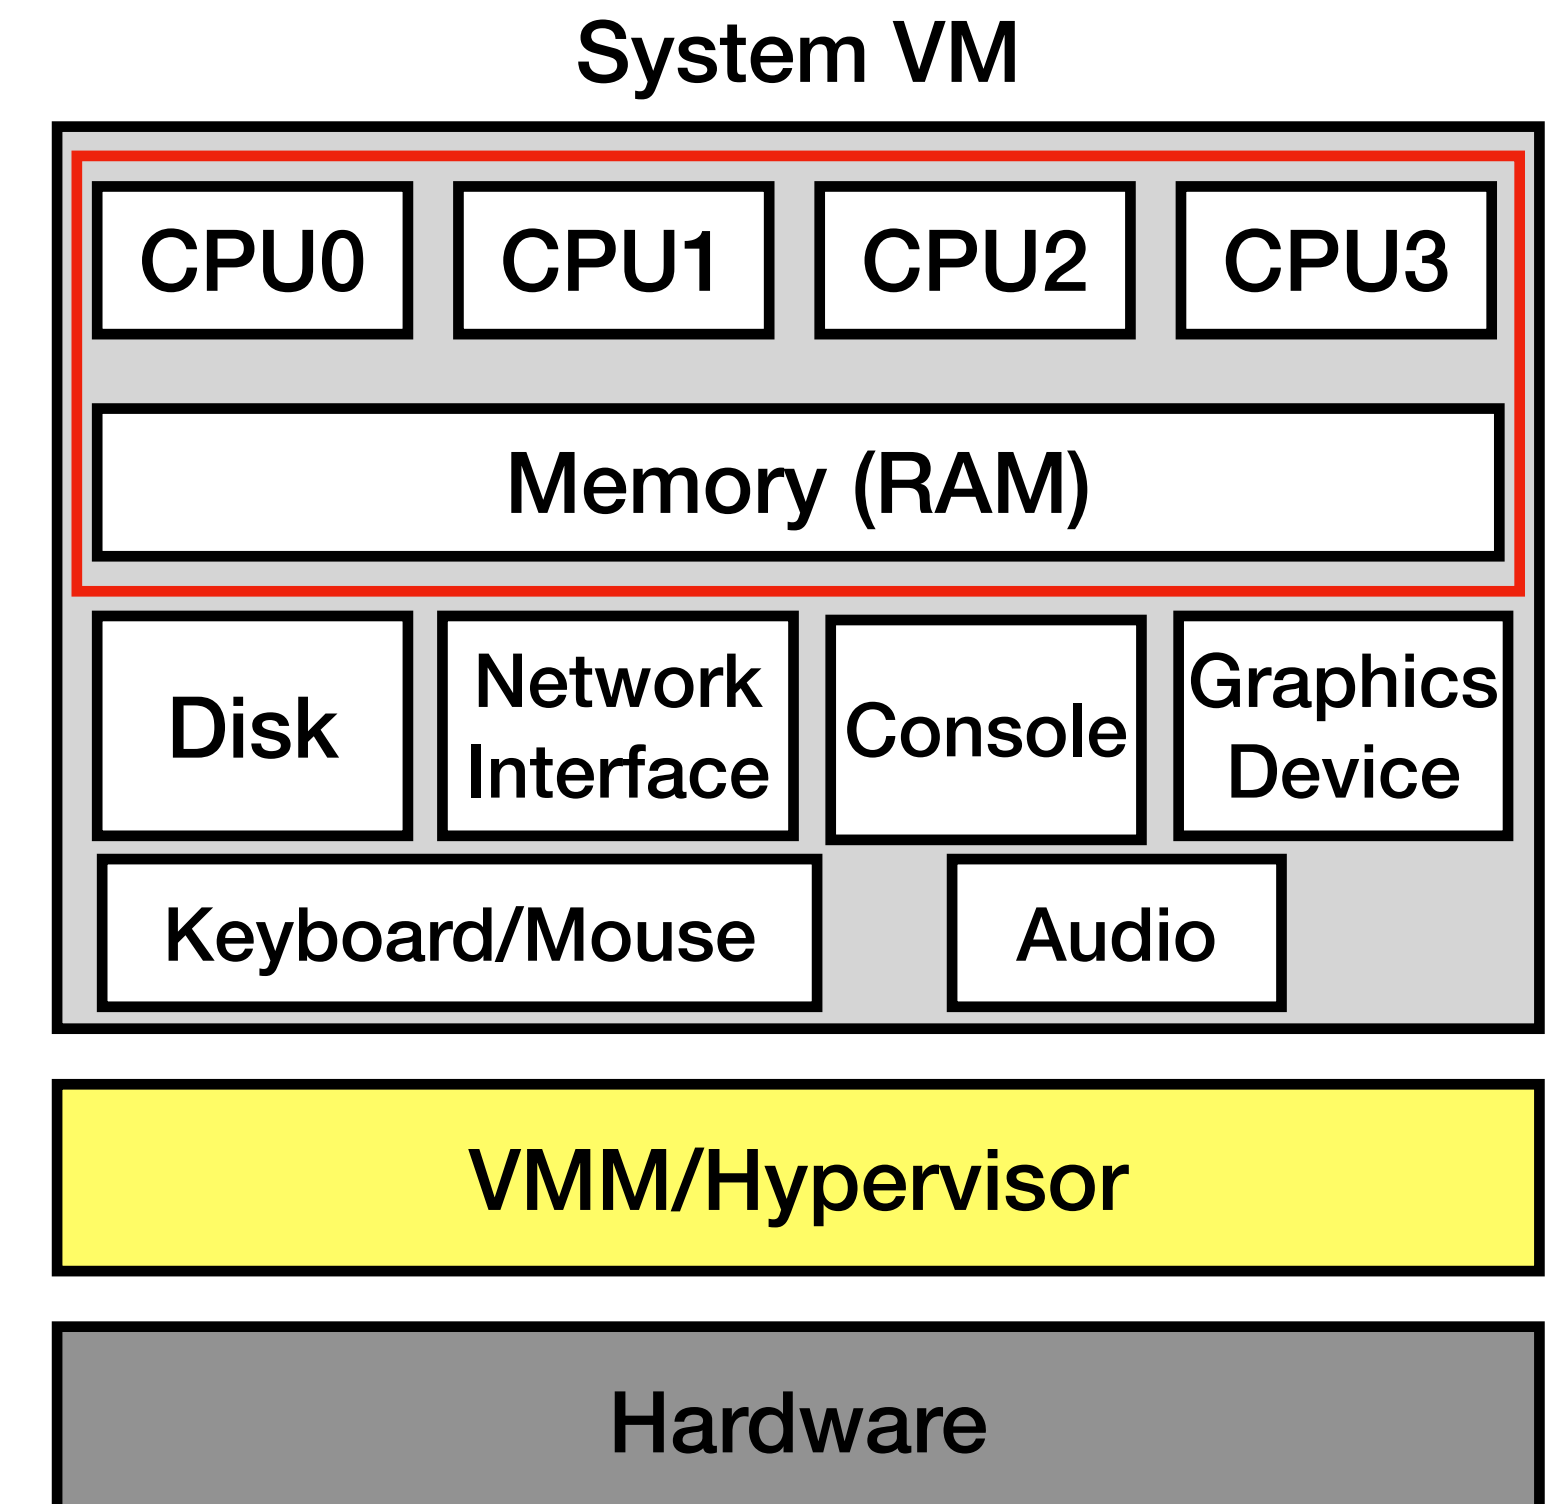 System VM
CPU0
CPU1
CPU2
CPU3
Memory (RAM)
Disk
Network
Interface
Console
Graphics
Device
Keyboard/Mouse
Audio
VMM/Hypervisor
Hardware